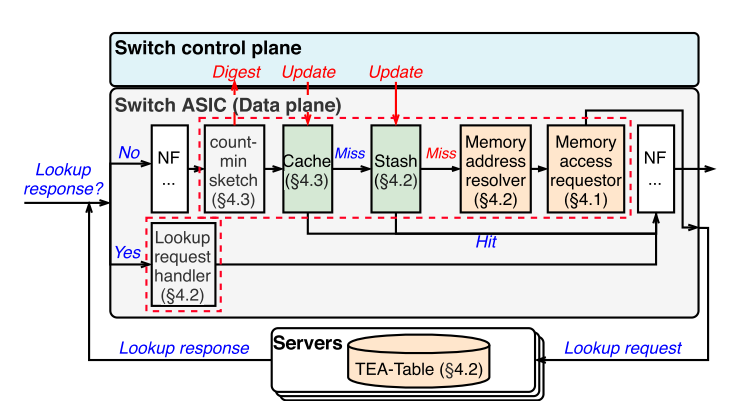 Switch control plane
Digest
Update
Update
Switch ASIC (Data plane)
Lookup
response?
No
NF
...
count-
min
sketch
(§4.3)
Cache
(§4.3)
Miss
Stash
(§4.2)
Miss
Memory
address
resolver
(§4.2)
Memory
access
requestor
(§4.1)
NF
...
Yes
Lookup
request
handler
(§4.2)
Hit
Lookup response
Servers
TEA-Table (§4.2)
Lookup request